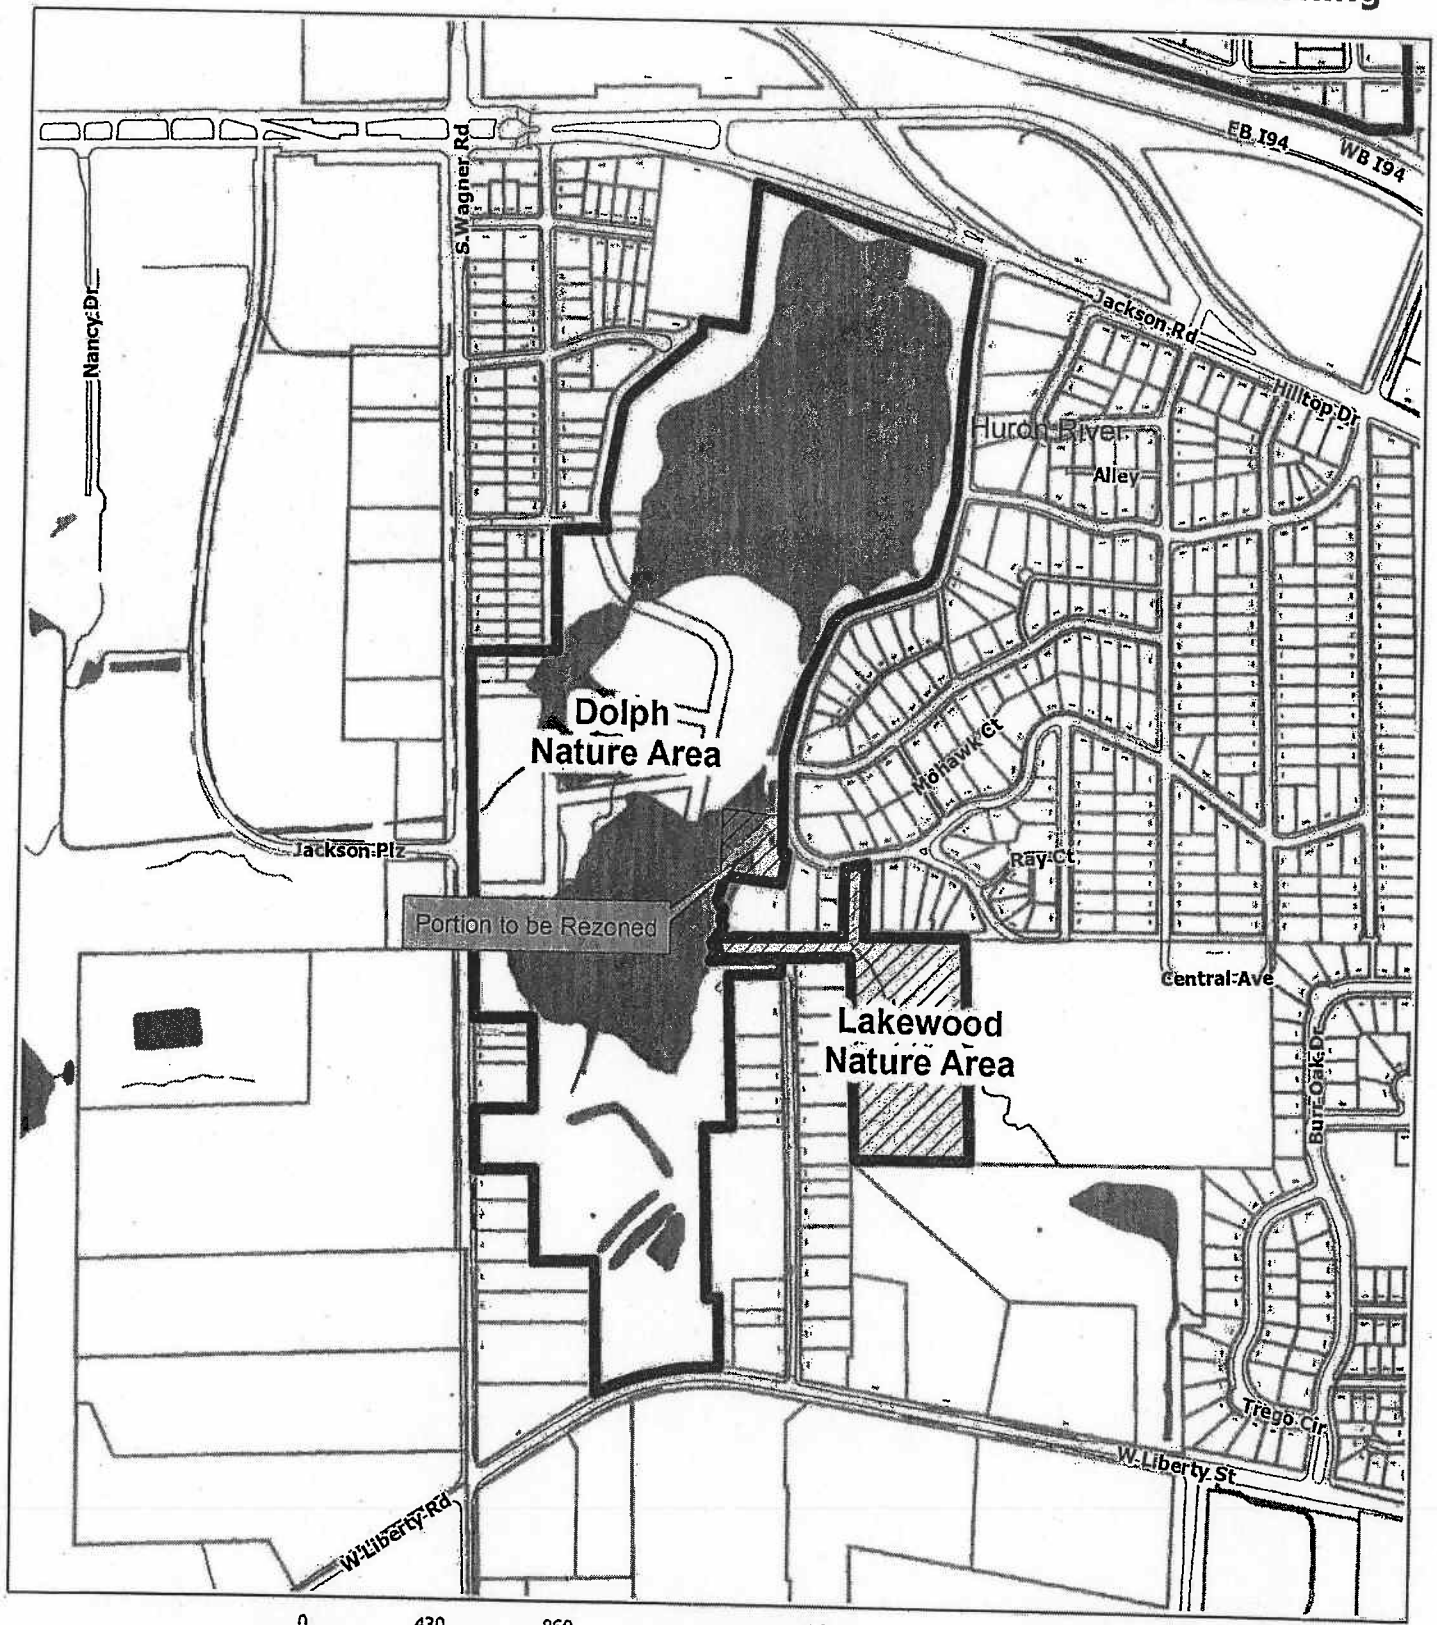 EB I94
WB I94
S Wagner Rd
Nancy Dr
Jackson Rd
Hilltop Dr
Huron River
Alley
Dolph
Nature Area
Mohawk Ct
Jackson Plz
Ray Ct
Portion to be Rezoned
Central Ave
Lakewood
Nature Area
Burr Oak Dr
Trego Cir
W Liberty St
W Liberty Rd
0 430 860